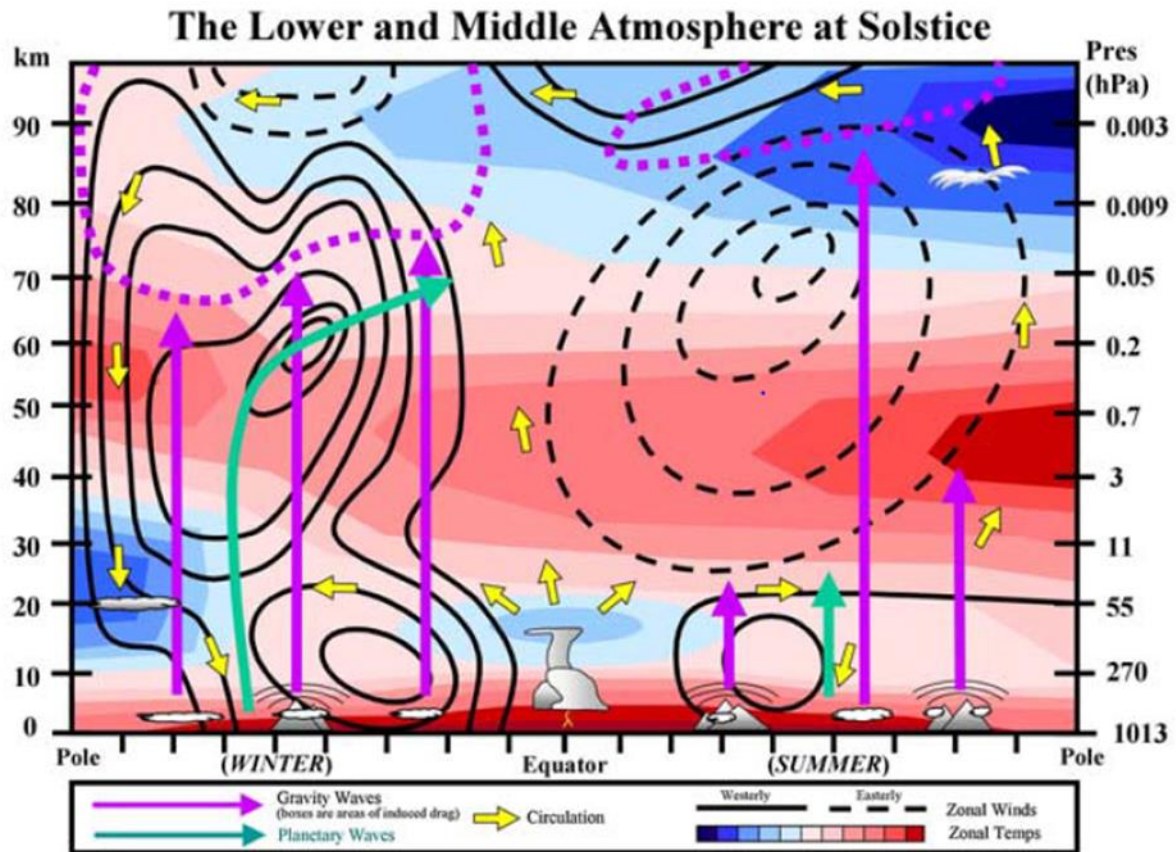 The Lower and Middle Atmosphere at Solstice
km
Pres
(hPa)
90
0.003
80
0.009
70
0.05
60
0.2
50
0.7
40
3
30
11
20
55
10
270
0
1013
Pole
(WINTER)
Equator
(SUMMER)
Pole
Gravity Waves
(boxes are areas of induced drag)
Planetary Waves
Circulation
Westerly
Easterly
Zonal Winds
Zonal Temps